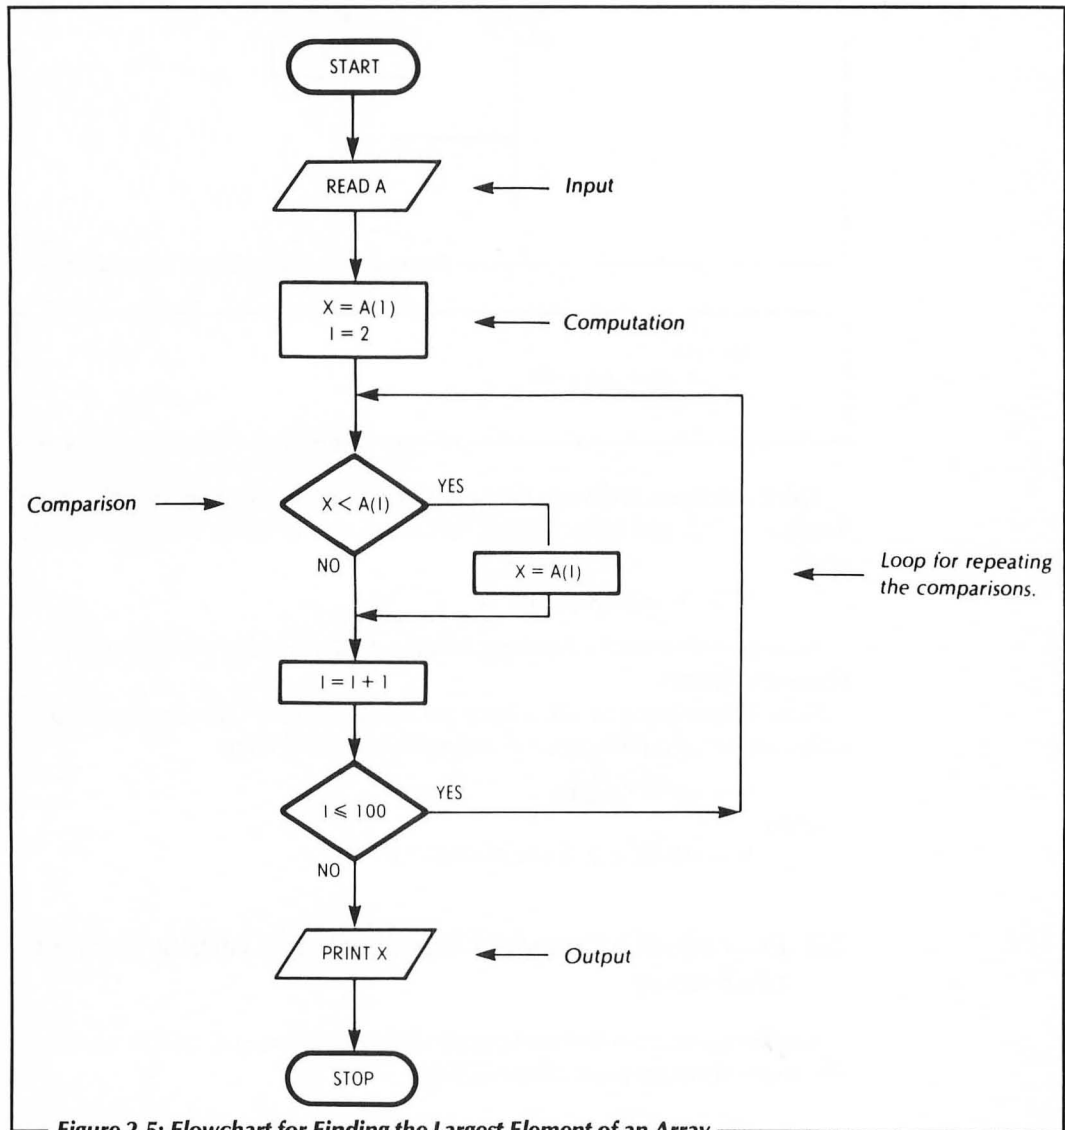 START
READ A
Input
X = A(1)
I = 2
Computation
Comparison
X < A(I)
YES
NO
X = A(I)
Loop for repeating
the comparisons.
I = I + 1
I ≤ 100
YES
NO
PRINT X
Output
STOP
Figure 2.5: Flowchart for Finding the Largest Element of an Array